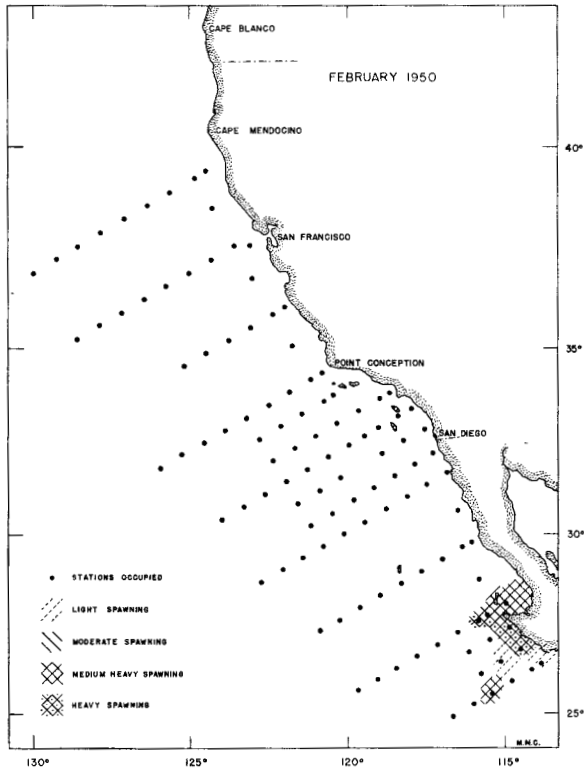 CAPE BLANCO
FEBRUARY 1950
CAPE MENDOCINO
40°
SAN FRANCISCO
35°
POINT CONCEPTION
SAN DIEGO
30°
STATIONS OCCUPIED
LIGHT SPAWNING
MODERATE SPAWNING
MEDIUM HEAVY SPAWNING
HEAVY SPAWNING
25°
M.N.C.
130° 125° 120° 115°